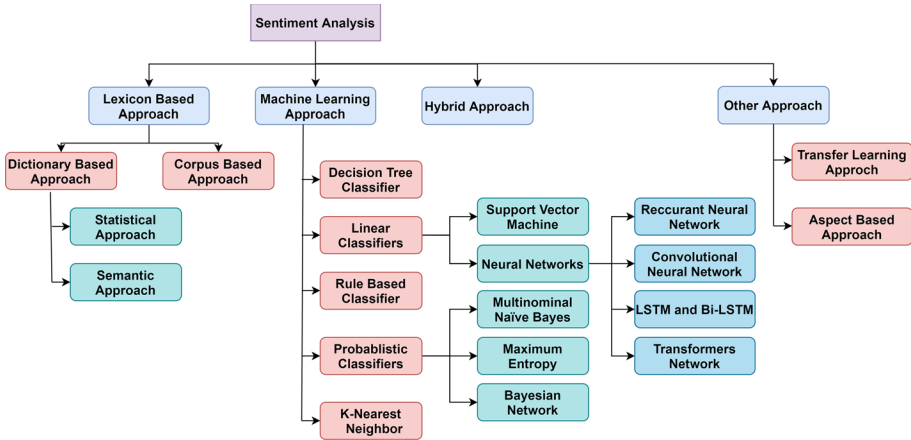 Sentiment Analysis
Lexicon Based
Approach
Machine Learning
Approach
Hybrid Approach
Other Approach
Dictionary Based
Approach
Corpus Based
Approach
Statistical
Approach
Semantic
Approach
Decision Tree
Classifier
Linear
Classifiers
Rule Based
Classifier
Probablistic
Classifiers
K-Nearest
Neighbor
Support Vector
Machine
Neural Networks
Multinominal
Naïve Bayes
Maximum
Entropy
Bayesian
Network
Reccurant Neural
Network
Convolutional
Neural Network
LSTM and Bi-LSTM
Transformers
Network
Transfer Learning
Approch
Aspect Based
Approach